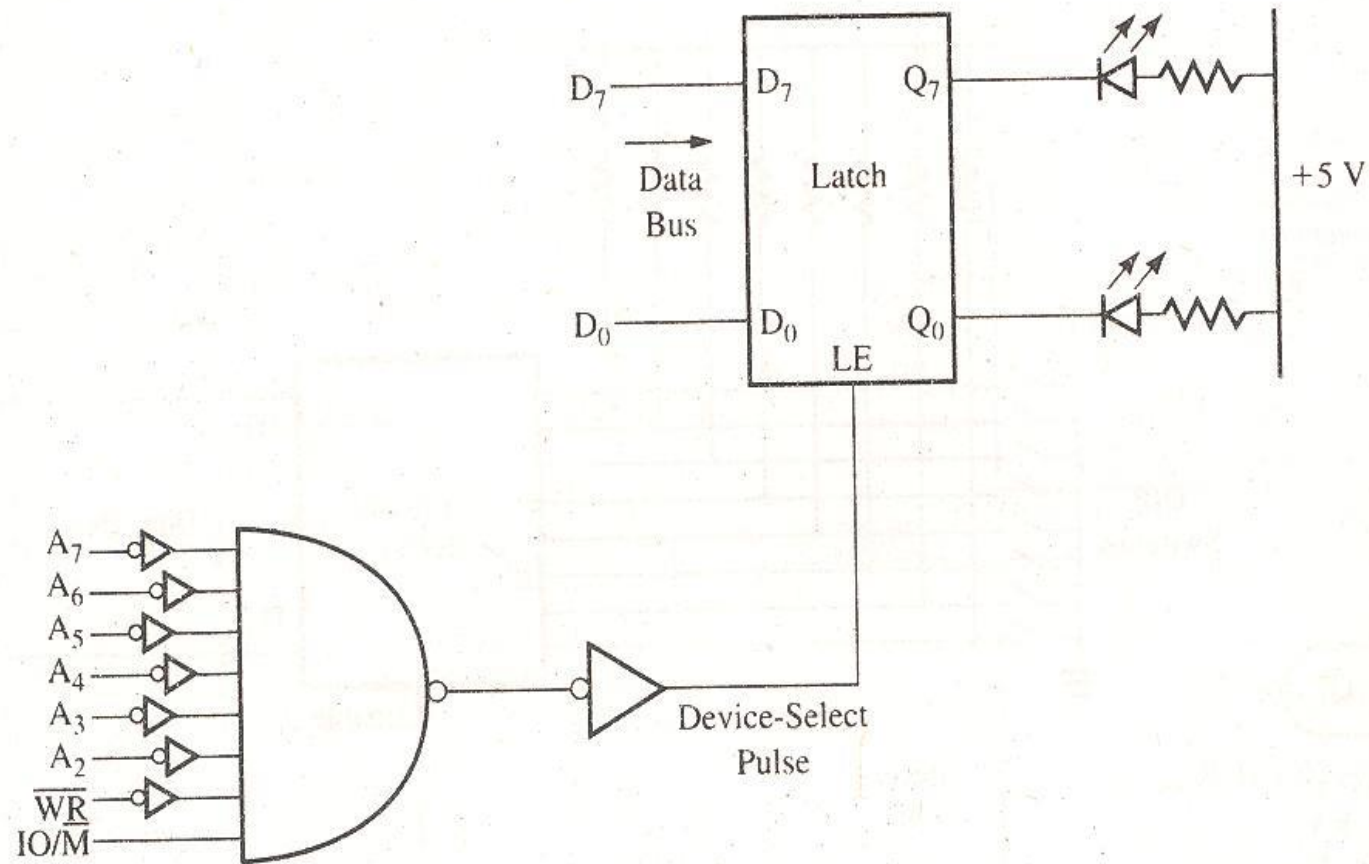 D₇
D₇
Q₇
Data
Bus
Latch
+5 V
D₀
D₀
Q₀
LE
A₇
A₆
A₅
A₄
A₃
A₂
W̅R̅
IO/M̅
Device-Select
Pulse